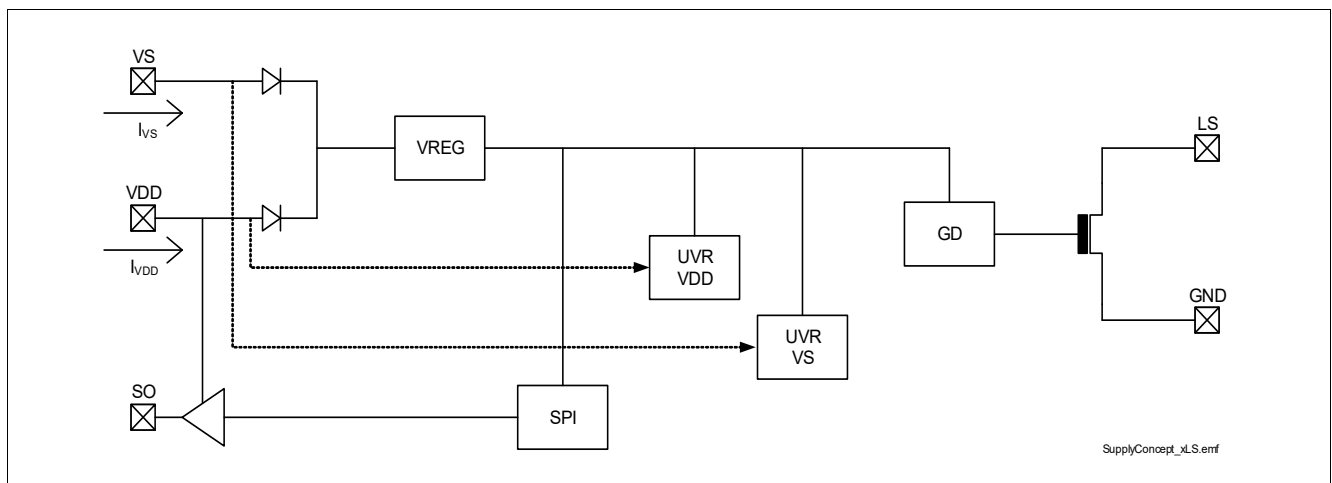 VS
IVS
VREG
LS
VDD
IVDD
GD
UVR
VDD
GND
UVR
VS
SO
SPI
SupplyConcept_xLS.emf